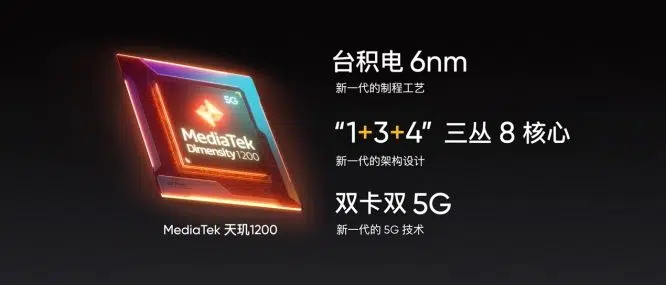 5G
MediaTek
Dimensity1200
MediaTek 天玑1200
台积电 6nm
新一代的制程工艺
“1+3+4” 三丛 8 核心
新一代的架构设计
双卡双 5G
新一代的 5G 技术